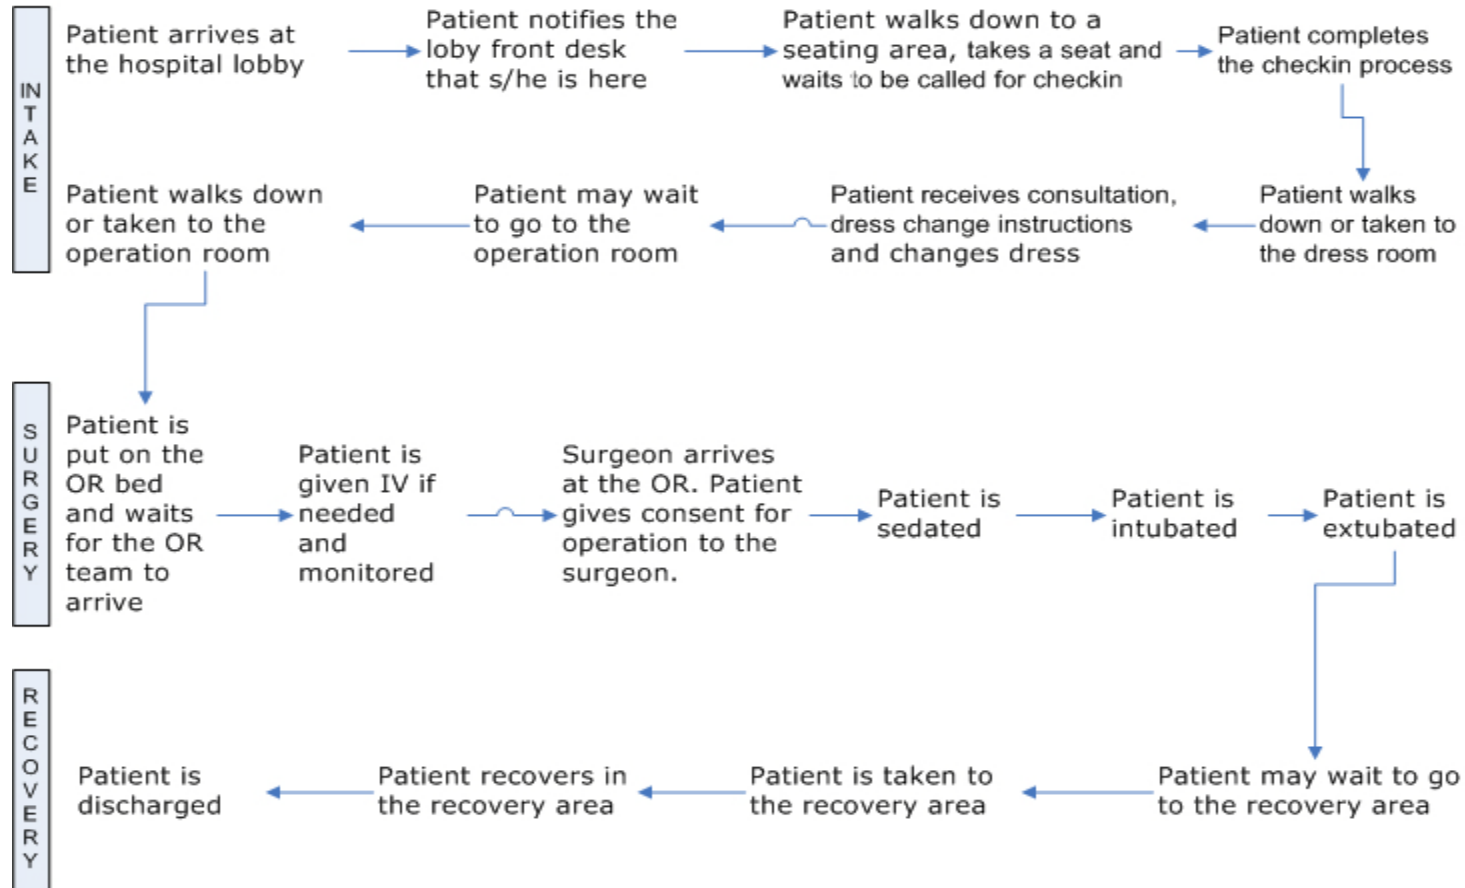 INTAKE
Patient arrives at
the hospital lobby
Patient notifies the
loby front desk
that s/he is here
Patient walks down to a
seating area, takes a seat and
waits to be called for checkin
Patient completes
the checkin process
Patient walks
down or taken to
the dress room
Patient receives consultation,
dress change instructions
and changes dress
Patient may wait
to go to the
operation room
Patient walks down
or taken to the
operation room
SURGERY
Patient is
put on the
OR bed
and waits
for the OR
team to
arrive
Patient is
given IV if
needed
and
monitored
Surgeon arrives
at the OR. Patient
gives consent for
operation to the
surgeon.
Patient is
sedated
Patient is
intubated
Patient is
extubated
RECOVERY
Patient may wait to go
to the recovery area
Patient is taken to
the recovery area
Patient recovers in
the recovery area
Patient is
discharged